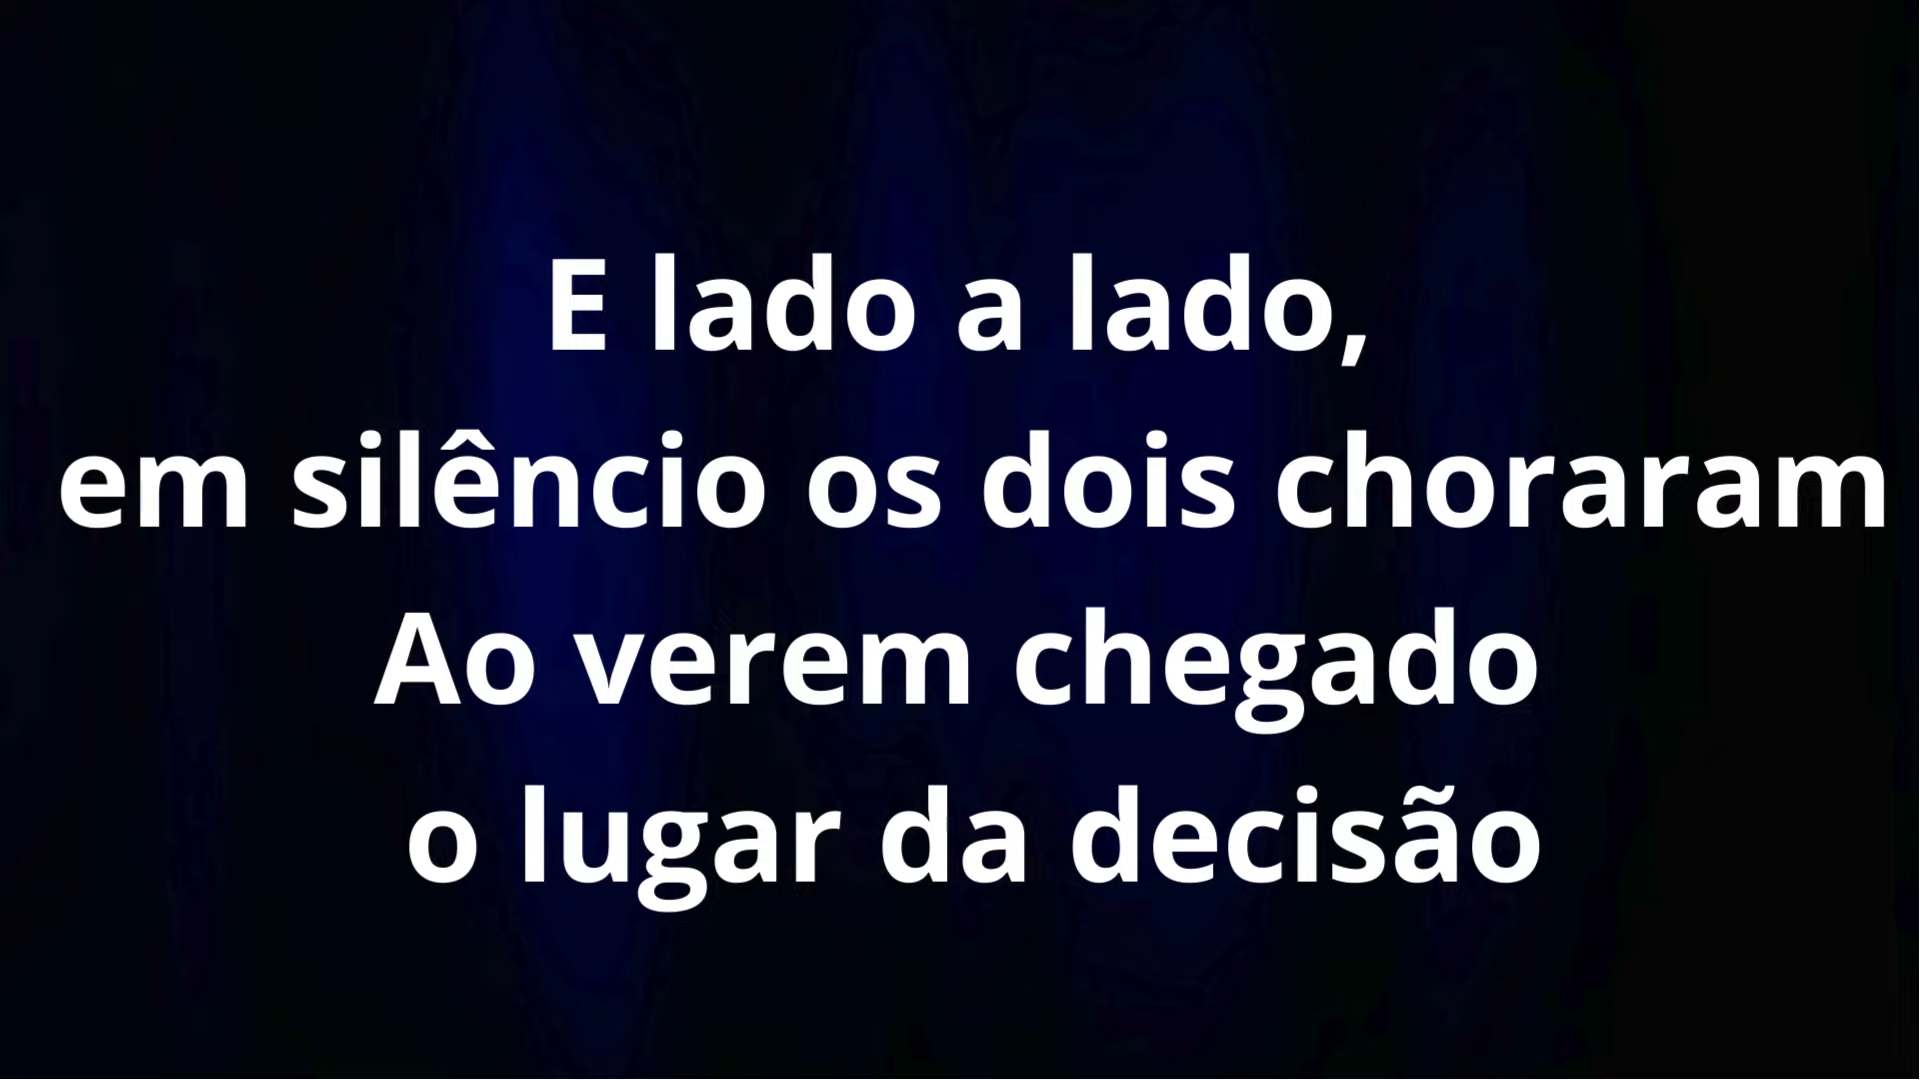 E lado a lado,
em silêncio os dois choraram
Ao verem chegado
o lugar da decisão